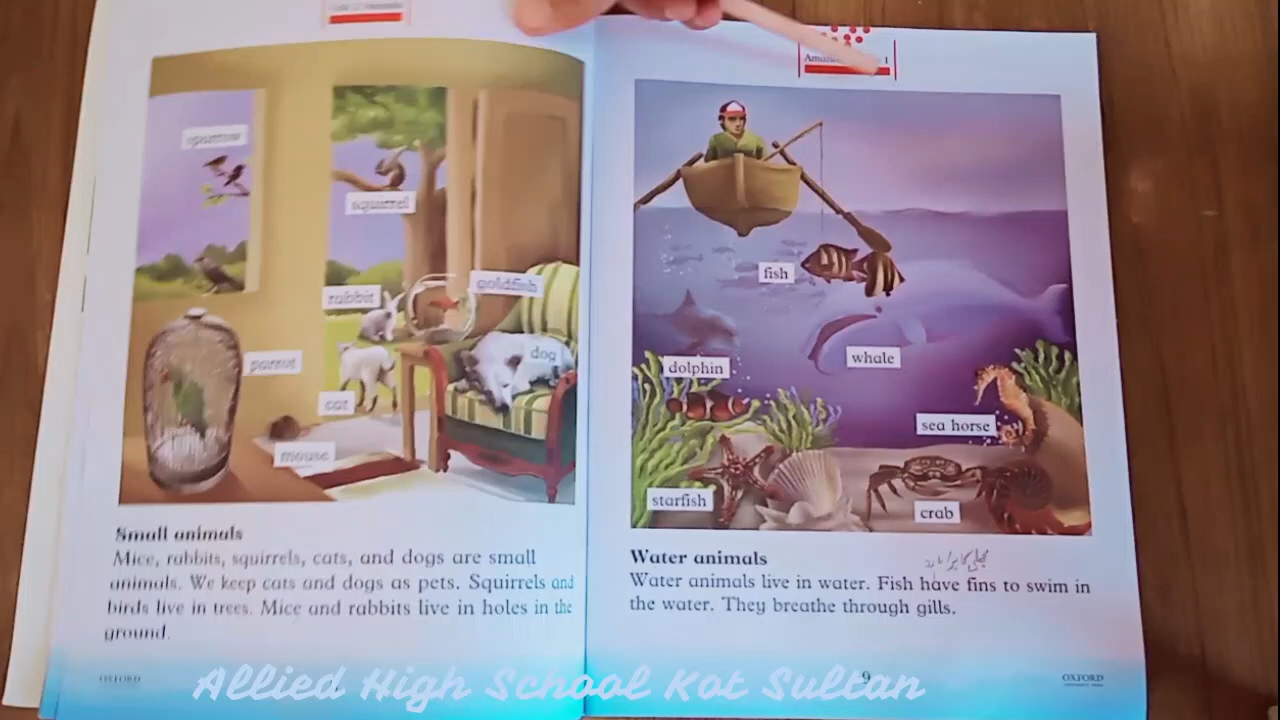 sparrow
squirrel
rabbit
goldfish
parrot
dog
cat
mouse
Small animals
Mice, rabbits, squirrels, cats, and dogs are small
animals. We keep cats and dogs as pets. Squirrels and
birds live in trees. Mice and rabbits live in holes in the
ground.
OXFORD
fish
dolphin
whale
sea horse
starfish
crab
Water animals
Water animals live in water. Fish have fins to swim in
the water. They breathe through gills.
9
OXFORD
UNIVERSITY PRESS
Allied High School Kot Sultan